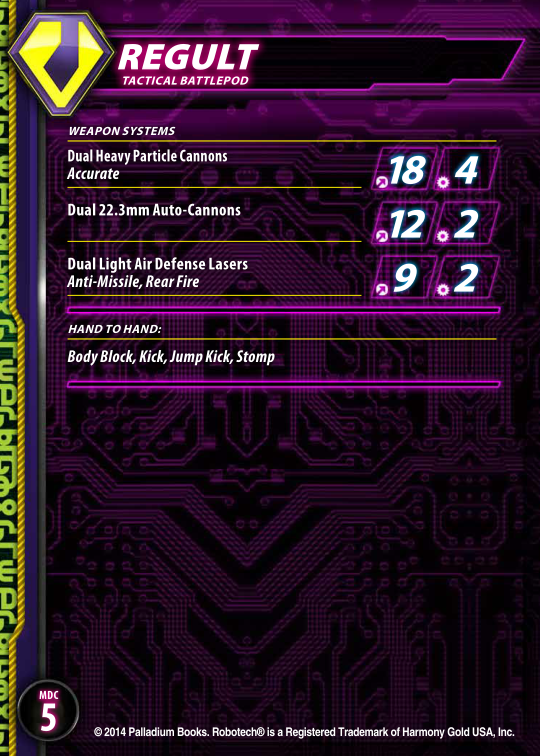 REGULT
TACTICAL BATTLEPOD
WEAPON SYSTEMS
Dual Heavy Particle Cannons
Accurate
18 4
Dual 22.3mm Auto-Cannons
12 2
Dual Light Air Defense Lasers
Anti-Missile, Rear Fire
9 2
HAND TO HAND:
Body Block, Kick, Jump Kick, Stomp
MDC
5
© 2014 Palladium Books. Robotech® is a Registered Trademark of Harmony Gold USA, Inc.